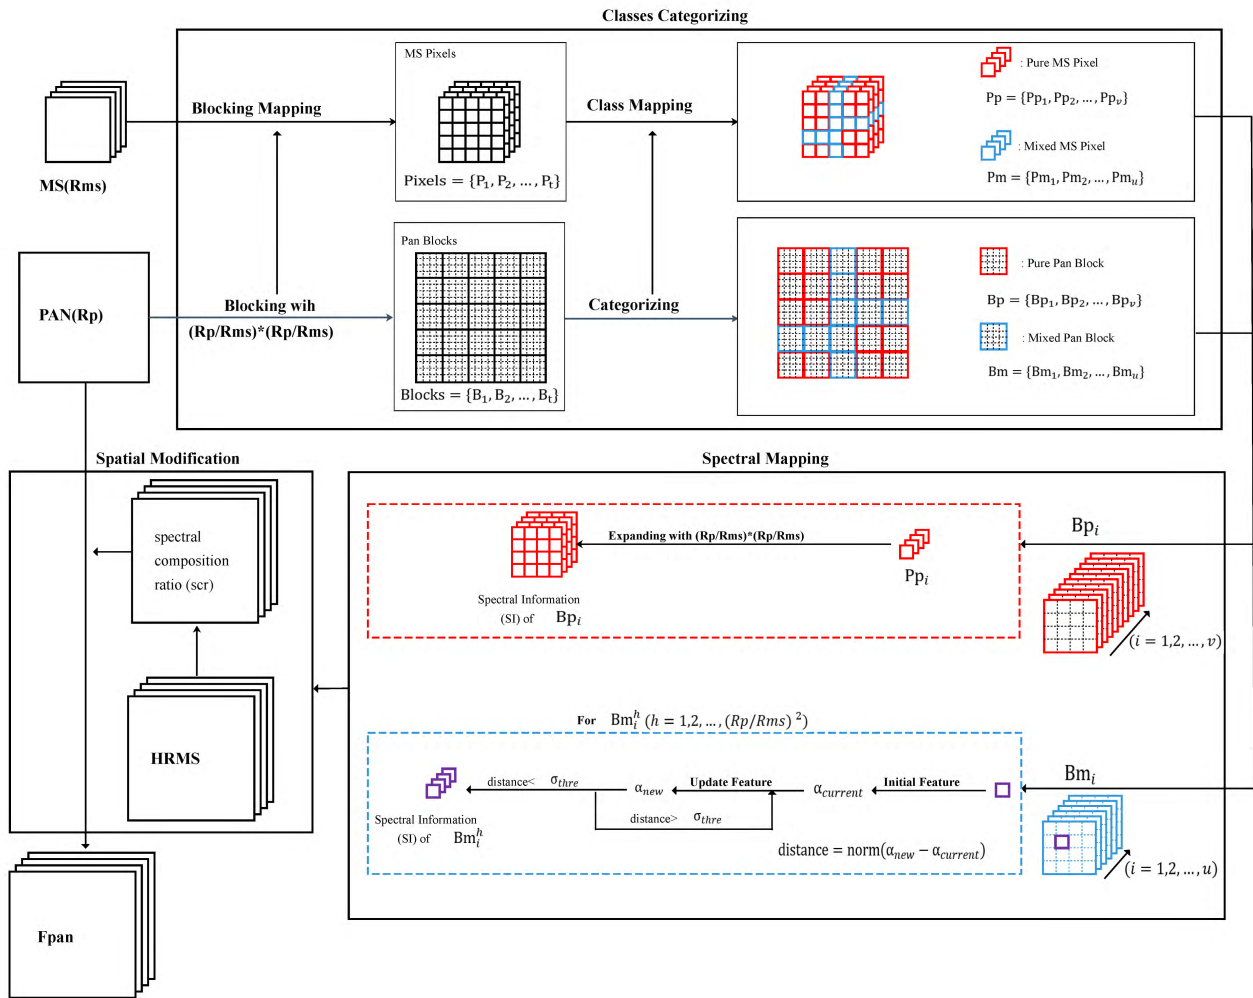 Classes Categorizing
MS(Rms)
Blocking Mapping
MS Pixels
Pixels = {P₁, P₂, ... , Pₜ}
Class Mapping
: Pure MS Pixel
Pp = {Pp₁, Pp₂, ... , Ppᵥ}
: Mixed MS Pixel
Pm = {Pm₁, Pm₂, ... , Pmᵤ}
PAN(Rp)
Blocking wih
(Rp/Rms)*(Rp/Rms)
Pan Blocks
Blocks = {B₁, B₂, ... , Bₜ}
Categorizing
: Pure Pan Block
Bp = {Bp₁, Bp₂, ... , Bpᵥ}
: Mixed Pan Block
Bm = {Bm₁, Bm₂, ... , Bmᵤ}
Spatial Modification
spectral
composition
ratio (scr)
HRMS
Fpan
Spectral Mapping
Expanding with (Rp/Rms)*(Rp/Rms)
Ppᵢ
Spectral Information
(SI) of Bpᵢ
Bpᵢ
(i = 1,2, ... , v)
For Bmᵢʰ (h = 1,2, ... , (Rp/Rms) ²)
distance< σₜₕᵣₑ
αₙₑw
Update Feature
α_current
Initial Feature
distance> σₜₕᵣₑ
Spectral Information
(SI) of Bmᵢʰ
distance = norm(α_new − α_current)
Bmᵢ
(i = 1,2, ... , u)